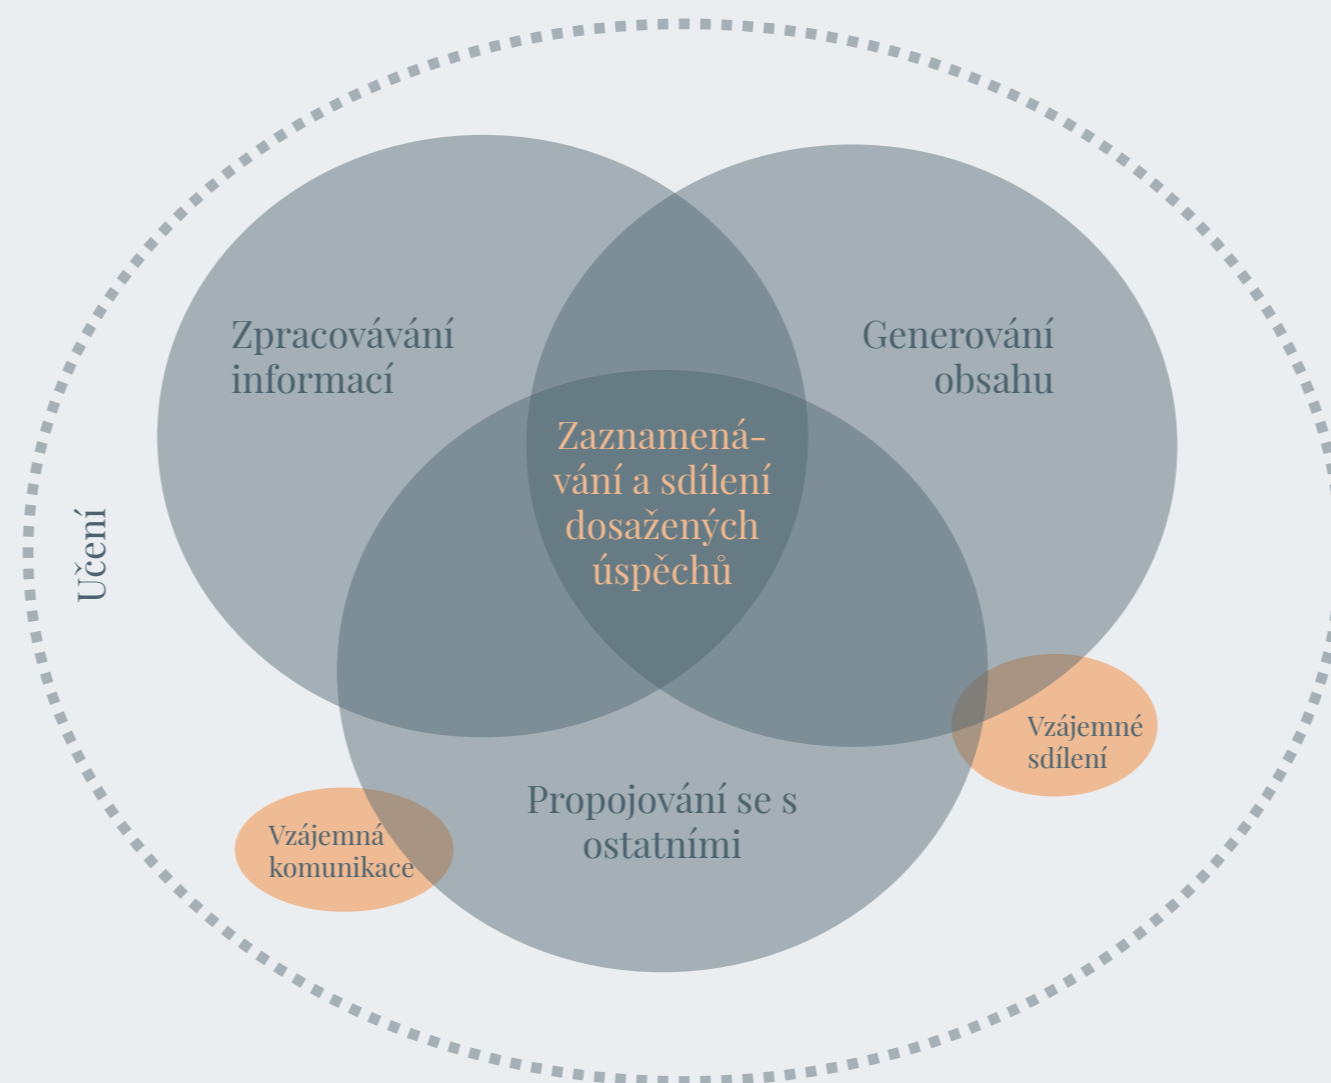 Zpracovávání
informací
Generování
obsahu
Zaznamená-
vání a sdílení
dosažených
úspěchů
Učení
Vzájemné
sdílení
Propojování se s
ostatními
Vzájemná
komunikace